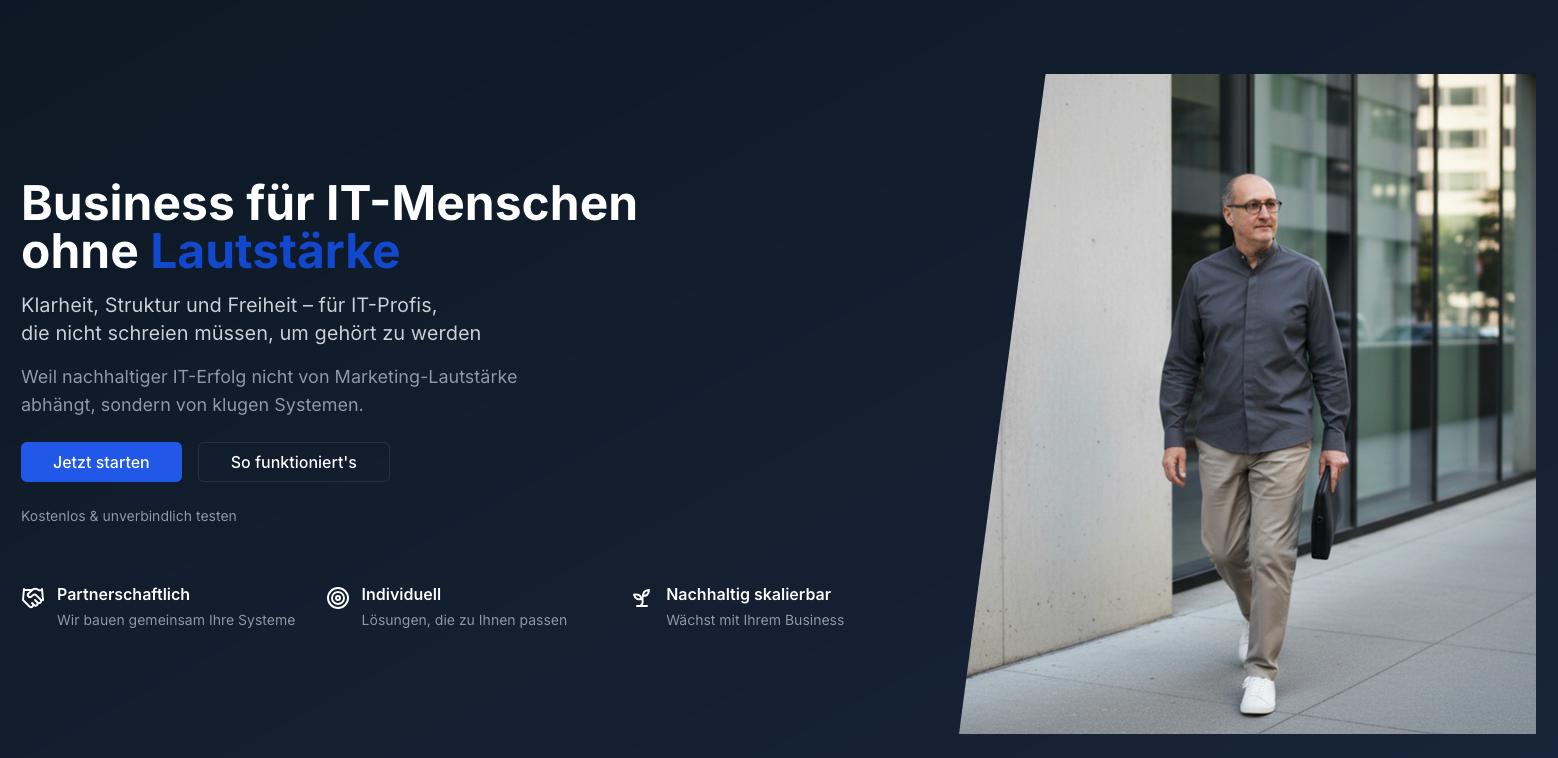 Business für IT-Menschen
ohne Lautstärke
Klarheit, Struktur und Freiheit – für IT-Profis,
die nicht schreien müssen, um gehört zu werden
Weil nachhaltiger IT-Erfolg nicht von Marketing-Lautstärke
abhängt, sondern von klugen Systemen.
Jetzt starten
So funktioniert's
Kostenlos & unverbindlich testen
Partnerschaftlich
Wir bauen gemeinsam Ihre Systeme
Individuell
Lösungen, die zu Ihnen passen
Nachhaltig skalierbar
Wächst mit Ihrem Business